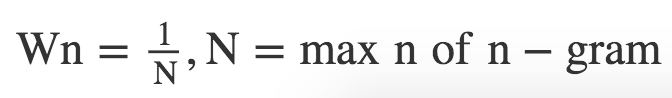 Wn = 1/N, N = max n of n − gram